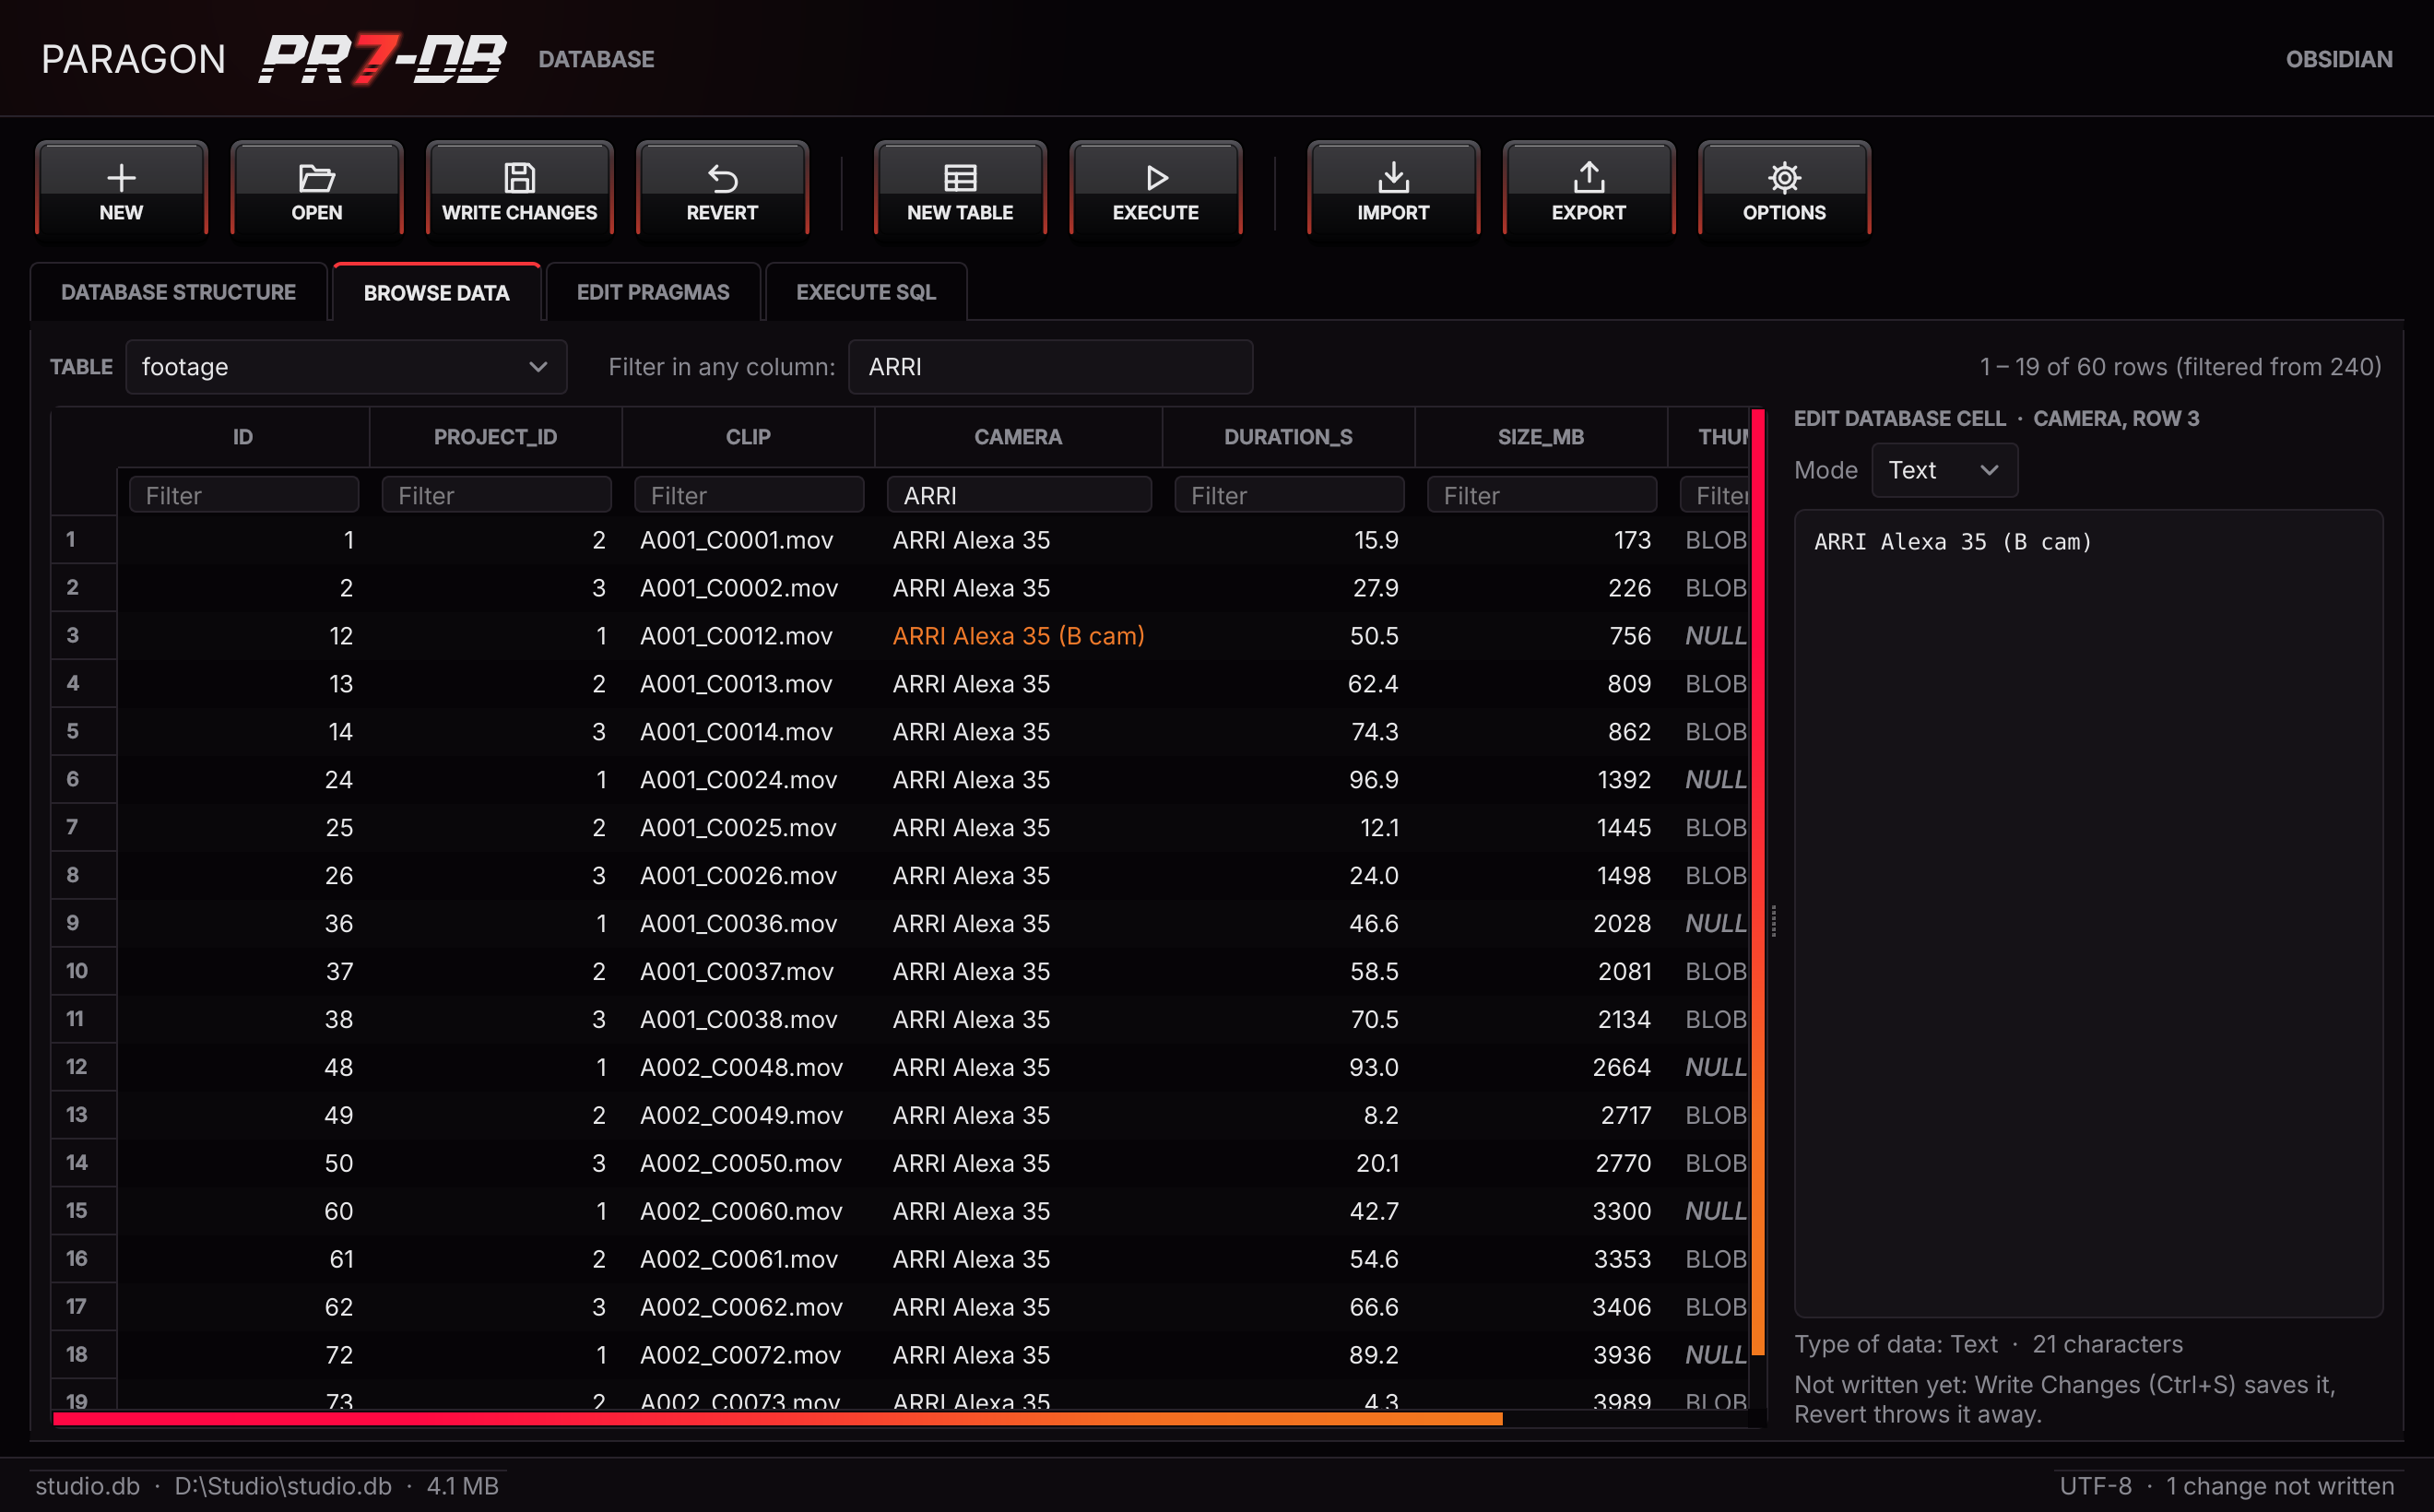 PARAGON PR7-DB DATABASE OBSIDIAN
NEW OPEN WRITE CHANGES REVERT NEW TABLE EXECUTE IMPORT EXPORT OPTIONS
DATABASE STRUCTURE BROWSE DATA EDIT PRAGMAS EXECUTE SQL
TABLE footage Filter in any column: ARRI 1 – 19 of 60 rows (filtered from 240)
ID PROJECT_ID CLIP CAMERA DURATION_S SIZE_MB
Filter Filter Filter ARRI Filter Filter Filter
1 1 2 A001_C0001.mov ARRI Alexa 35 15.9 173 BLOB
2 2 3 A001_C0002.mov ARRI Alexa 35 27.9 226 BLOB
3 12 1 A001_C0012.mov ARRI Alexa 35 (B cam) 50.5 756 NULL
4 13 2 A001_C0013.mov ARRI Alexa 35 62.4 809 BLOB
5 14 3 A001_C0014.mov ARRI Alexa 35 74.3 862 BLOB
6 24 1 A001_C0024.mov ARRI Alexa 35 96.9 1392 NULL
7 25 2 A001_C0025.mov ARRI Alexa 35 12.1 1445 BLOB
8 26 3 A001_C0026.mov ARRI Alexa 35 24.0 1498 BLOB
9 36 1 A001_C0036.mov ARRI Alexa 35 46.6 2028 NULL
10 37 2 A001_C0037.mov ARRI Alexa 35 58.5 2081 BLOB
11 38 3 A001_C0038.mov ARRI Alexa 35 70.5 2134 BLOB
12 48 1 A002_C0048.mov ARRI Alexa 35 93.0 2664 NULL
13 49 2 A002_C0049.mov ARRI Alexa 35 8.2 2717 BLOB
14 50 3 A002_C0050.mov ARRI Alexa 35 20.1 2770 BLOB
15 60 1 A002_C0060.mov ARRI Alexa 35 42.7 3300 NULL
16 61 2 A002_C0061.mov ARRI Alexa 35 54.6 3353 BLOB
17 62 3 A002_C0062.mov ARRI Alexa 35 66.6 3406 BLOB
18 72 1 A002_C0072.mov ARRI Alexa 35 89.2 3936 NULL
19 73 2 A002_C0073.mov ARRI Alexa 35 4.3 3989 BLOB
EDIT DATABASE CELL · CAMERA, ROW 3
Mode Text
ARRI Alexa 35 (B cam)
Type of data: Text · 21 characters
Not written yet: Write Changes (Ctrl+S) saves it,
Revert throws it away.
studio.db · D:\Studio\studio.db · 4.1 MB UTF-8 · 1 change not written